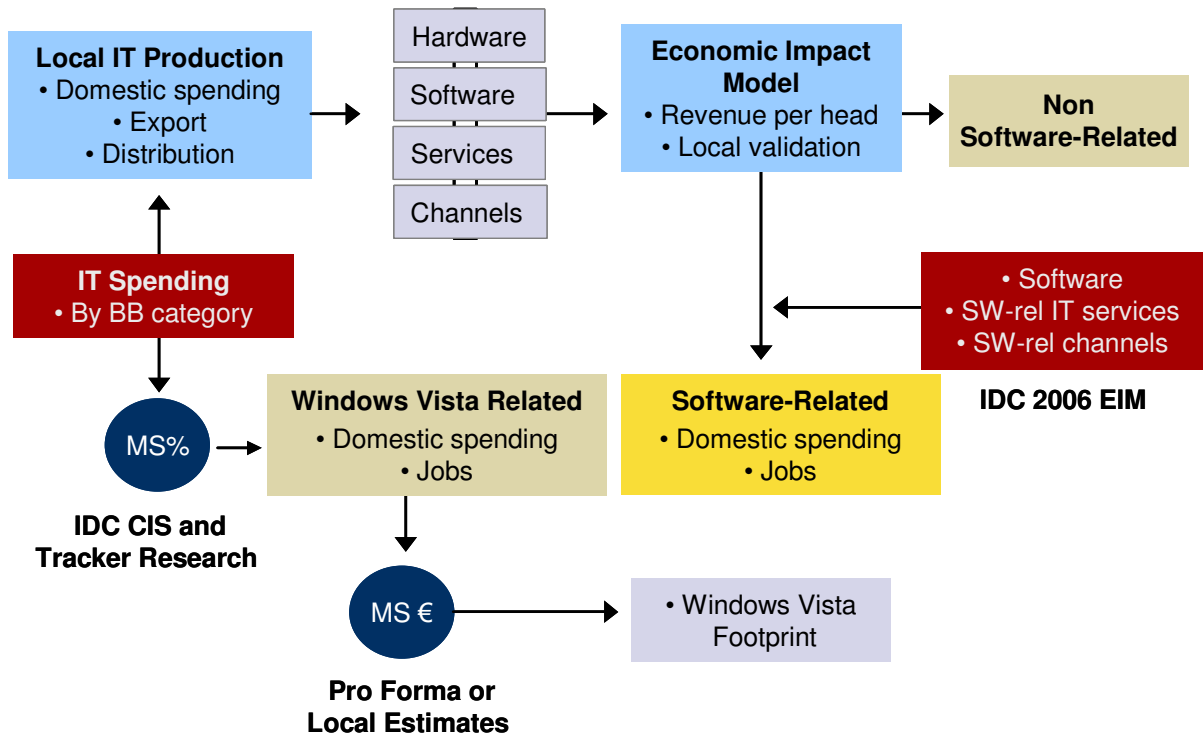 Local IT Production
• Domestic spending
• Export
• Distribution
Hardware
Software
Services
Channels
Economic Impact
Model
• Revenue per head
• Local validation
Non
Software-Related
IT Spending
• By BB category
• Software
• SW-rel IT services
• SW-rel channels
IDC 2006 EIM
MS%
IDC CIS and
Tracker Research
Windows Vista Related
• Domestic spending
• Jobs
Software-Related
• Domestic spending
• Jobs
MS €
Pro Forma or
Local Estimates
• Windows Vista
Footprint